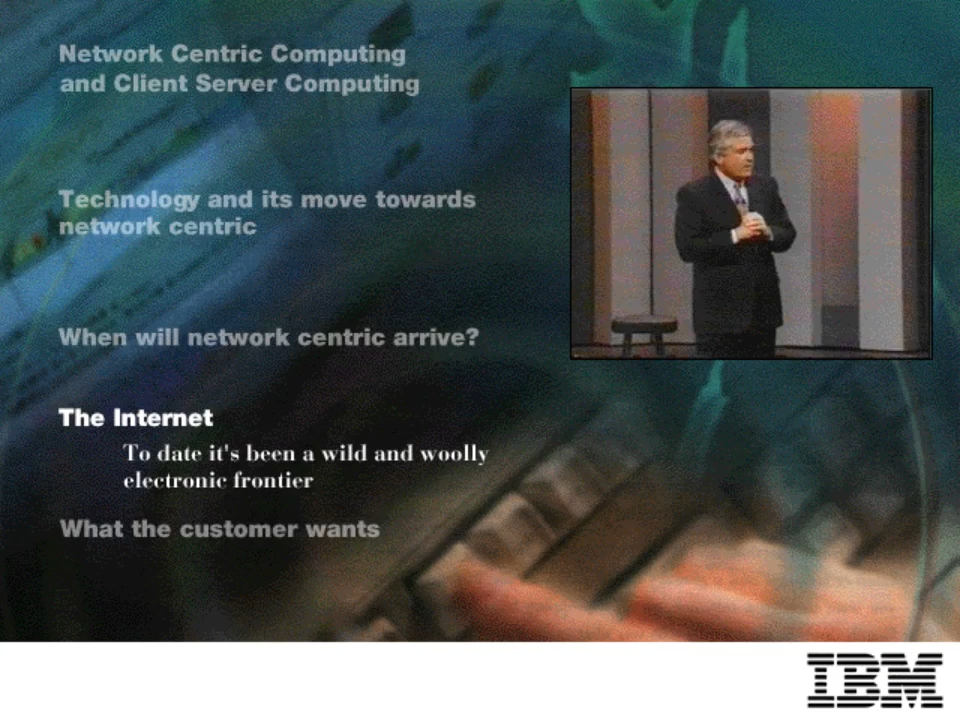 Network Centric Computing
and Client Server Computing
Technology and its move towards
network centric
When will network centric arrive?
The Internet
To date it's been a wild and woolly
electronic frontier
What the customer wants
IBM